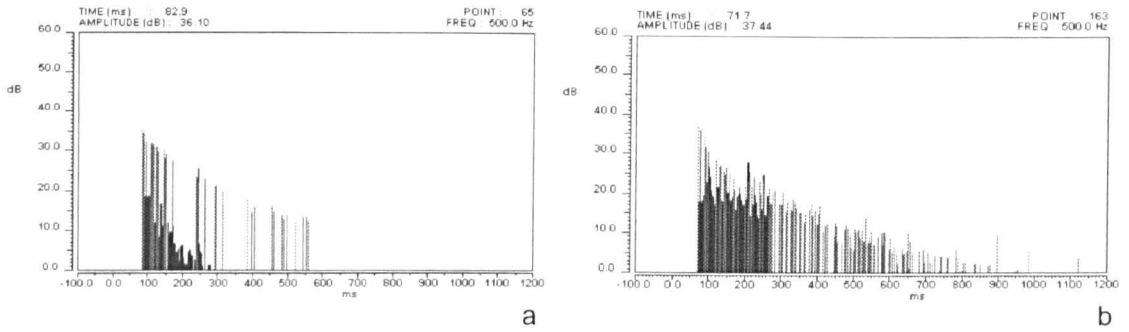 TIME (ms) : 82.9 POINT : 65
AMPLITUDE (dB) : 36.10 FREQ : 500.0 Hz
60.0
50.0
dB
40.0
30.0
20.0
10.0
0.0
-100.0 0.0 100 200 300 400 500 600 700 800 900 1000 1100 1200
ms
a
TIME (ms) : 71.7 POINT : 163
AMPLITUDE (dB) : 37.44 FREQ : 500.0 Hz
60.0
50.0
dB
40.0
30.0
20.0
10.0
0.0
-100.0 0.0 100 200 300 400 500 600 700 800 900 1000 1100 1200
ms
b